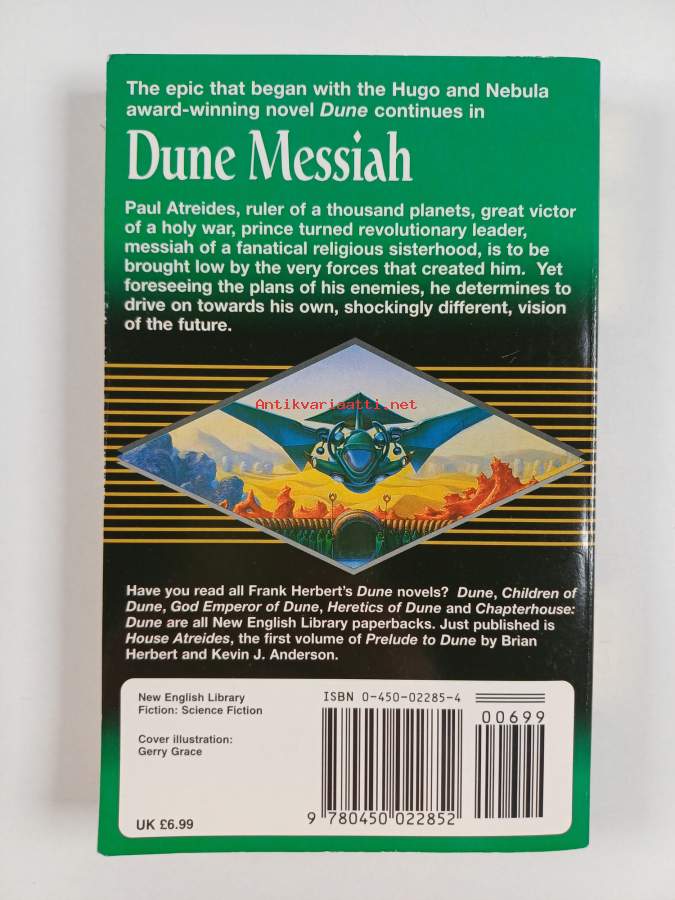 The epic that began with the Hugo and Nebula
award-winning novel Dune continues in
Dune Messiah
Paul Atreides, ruler of a thousand planets, great victor
of a holy war, prince turned revolutionary leader,
messiah of a fanatical religious sisterhood, is to be
brought low by the very forces that created him. Yet
foreseeing the plans of his enemies, he determines to
drive on towards his own, shockingly different, vision
of the future.
Antikvariaatti.net
Have you read all Frank Herbert's Dune novels? Dune, Children of
Dune, God Emperor of Dune, Heretics of Dune and Chapterhouse:
Dune are all New English Library paperbacks. Just published is
House Atreides, the first volume of Prelude to Dune by Brian
Herbert and Kevin J. Anderson.
New English Library
Fiction: Science Fiction
Cover illustration:
Gerry Grace
UK £6.99
ISBN 0-450-02285-4
00699
9 780450 022852